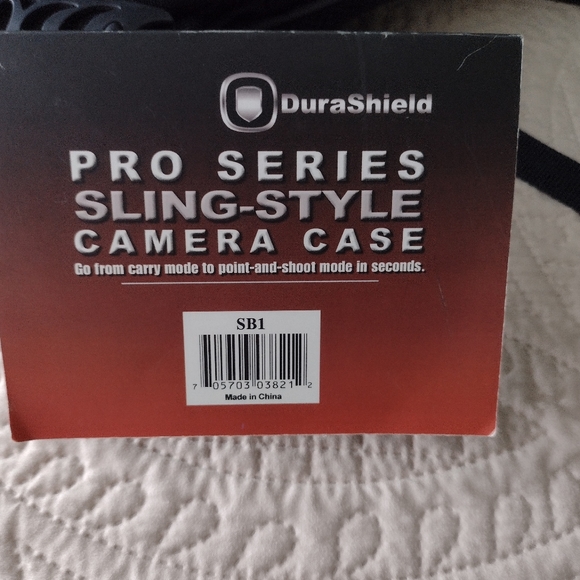 DuraShield
PRO SERIES
SLING-STYLE
CAMERA CASE
Go from carry mode to point-and-shoot mode in seconds.
SB1
7 05703 03821 2
Made in China